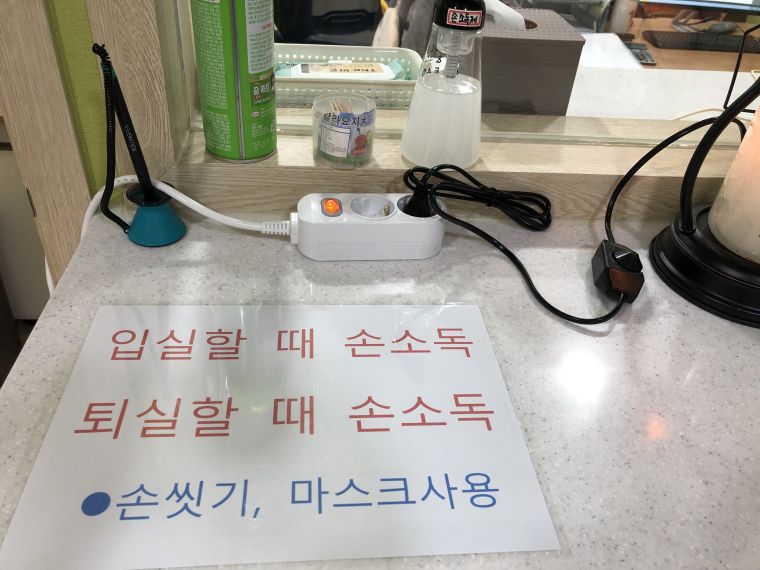 손소독제
입실할 때 손소독
퇴실할 때 손소독
●손씻기, 마스크사용